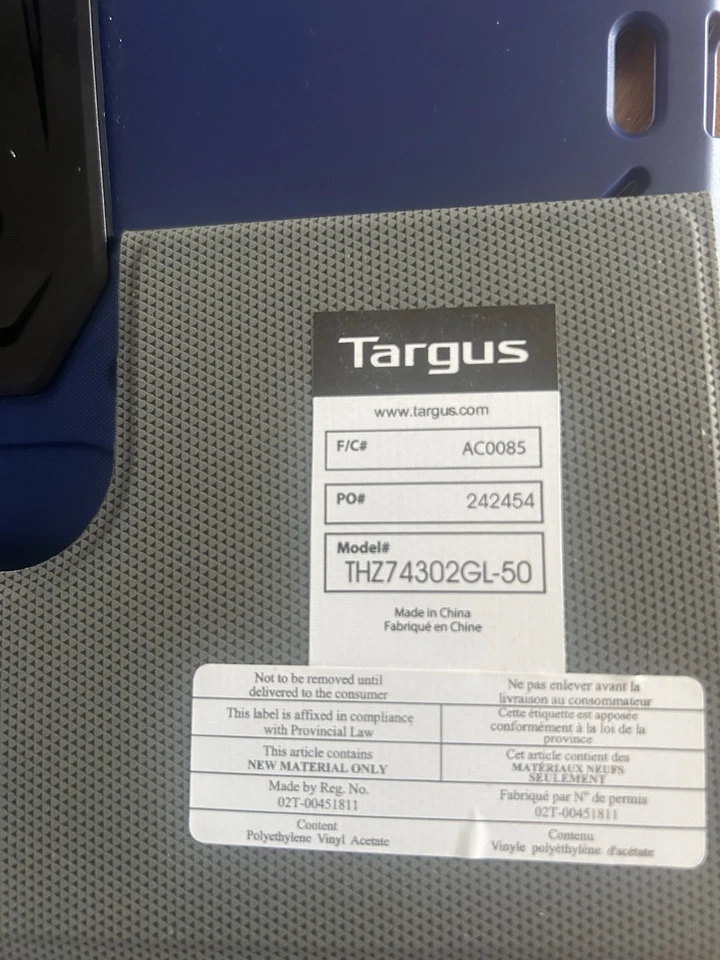 Targus
www.targus.com
F/C# AC0085
PO# 242454
Model#
THZ74302GL-50
Made in China
Fabriqué en Chine
Not to be removed until
delivered to the consumer
Ne pas enlever avant la
livraison au consommateur
This label is affixed in compliance
with Provincial Law
Cette étiquette est apposée
conformément à la loi de la
province
This article contains
NEW MATERIAL ONLY
Cet article contient des
MATÉRIAUX NEUFS
SEULEMENT
Made by Reg. No.
02T-00451811
Fabriqué par N° de permis
02T-00451811
Content
Polyethylene Vinyl Acetate
Contenu
Vinyle polyéthylène d'acétate